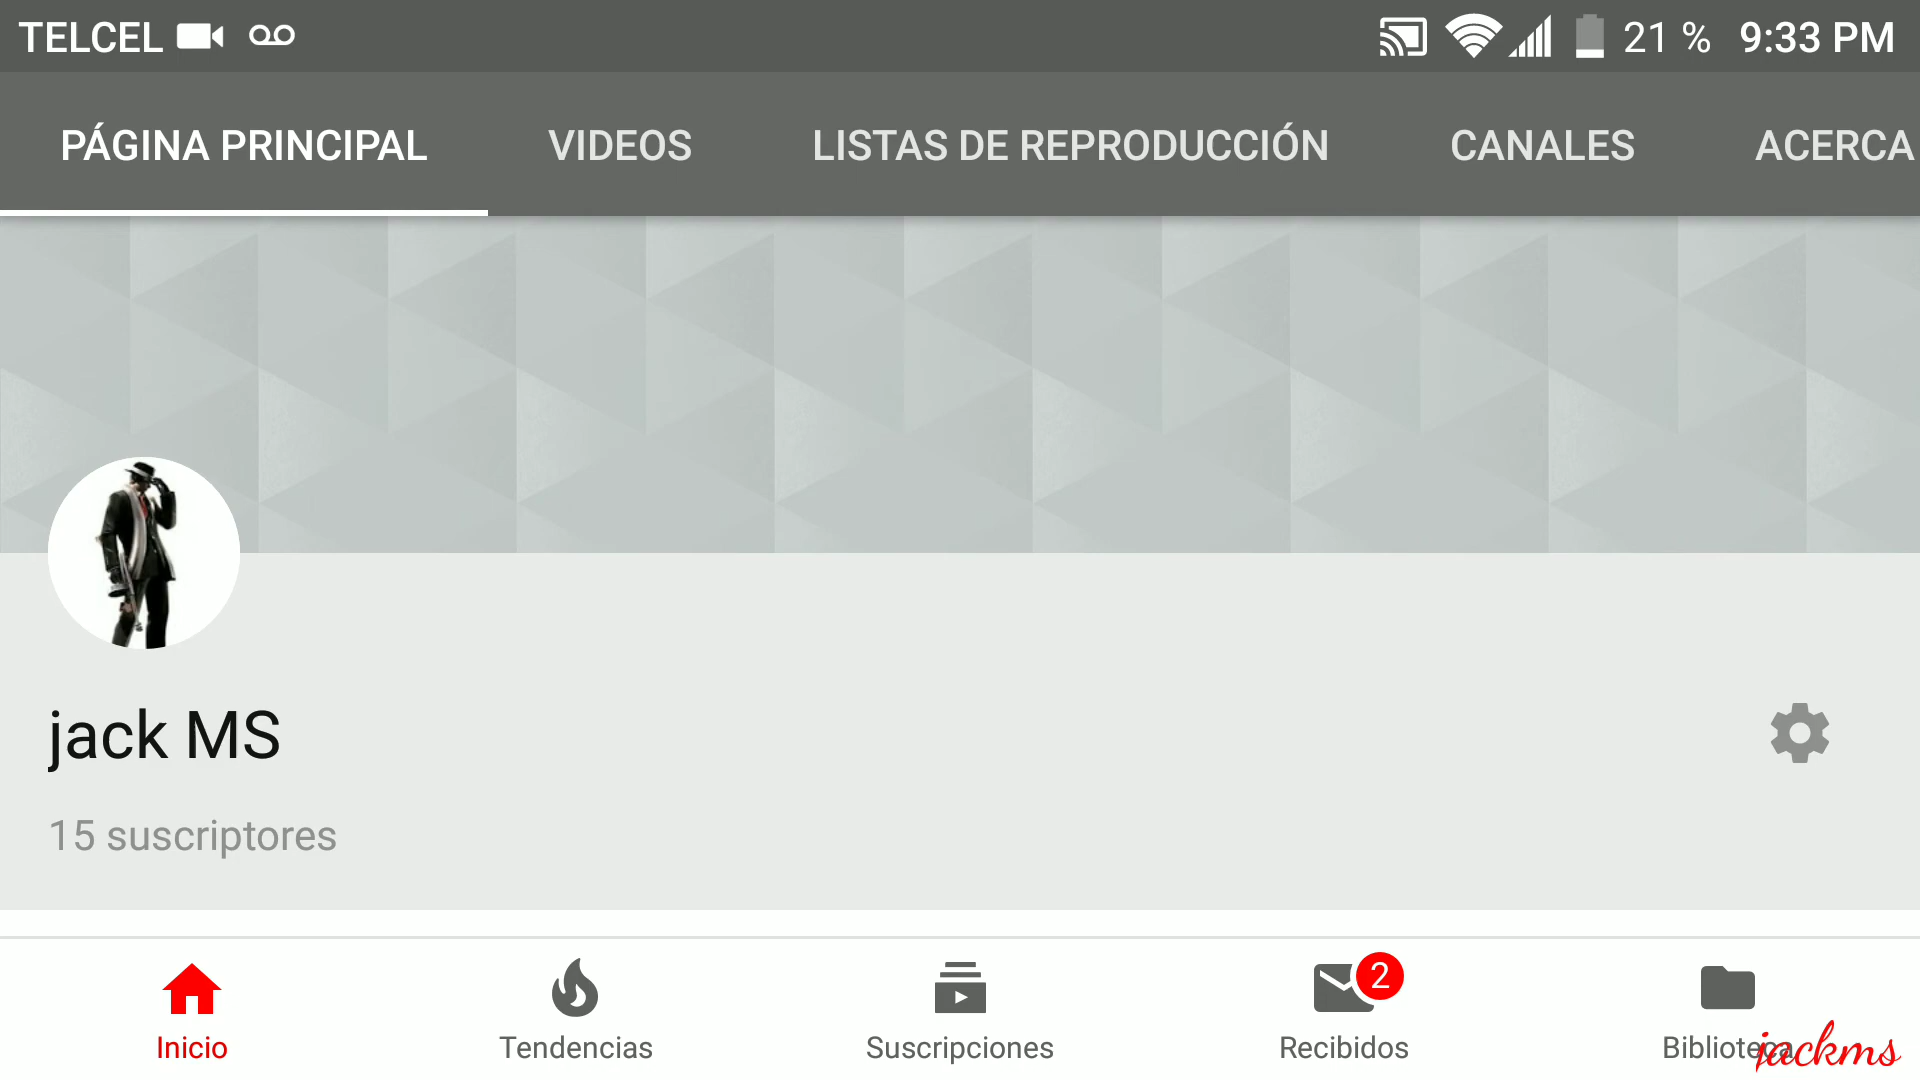 TELCEL 21 % 9:33 PM
PÁGINA PRINCIPAL VIDEOS LISTAS DE REPRODUCCIÓN CANALES ACERCA
jack MS
15 suscriptores
2
Inicio Tendencias Suscripciones Recibidos Biblioteca
jackms